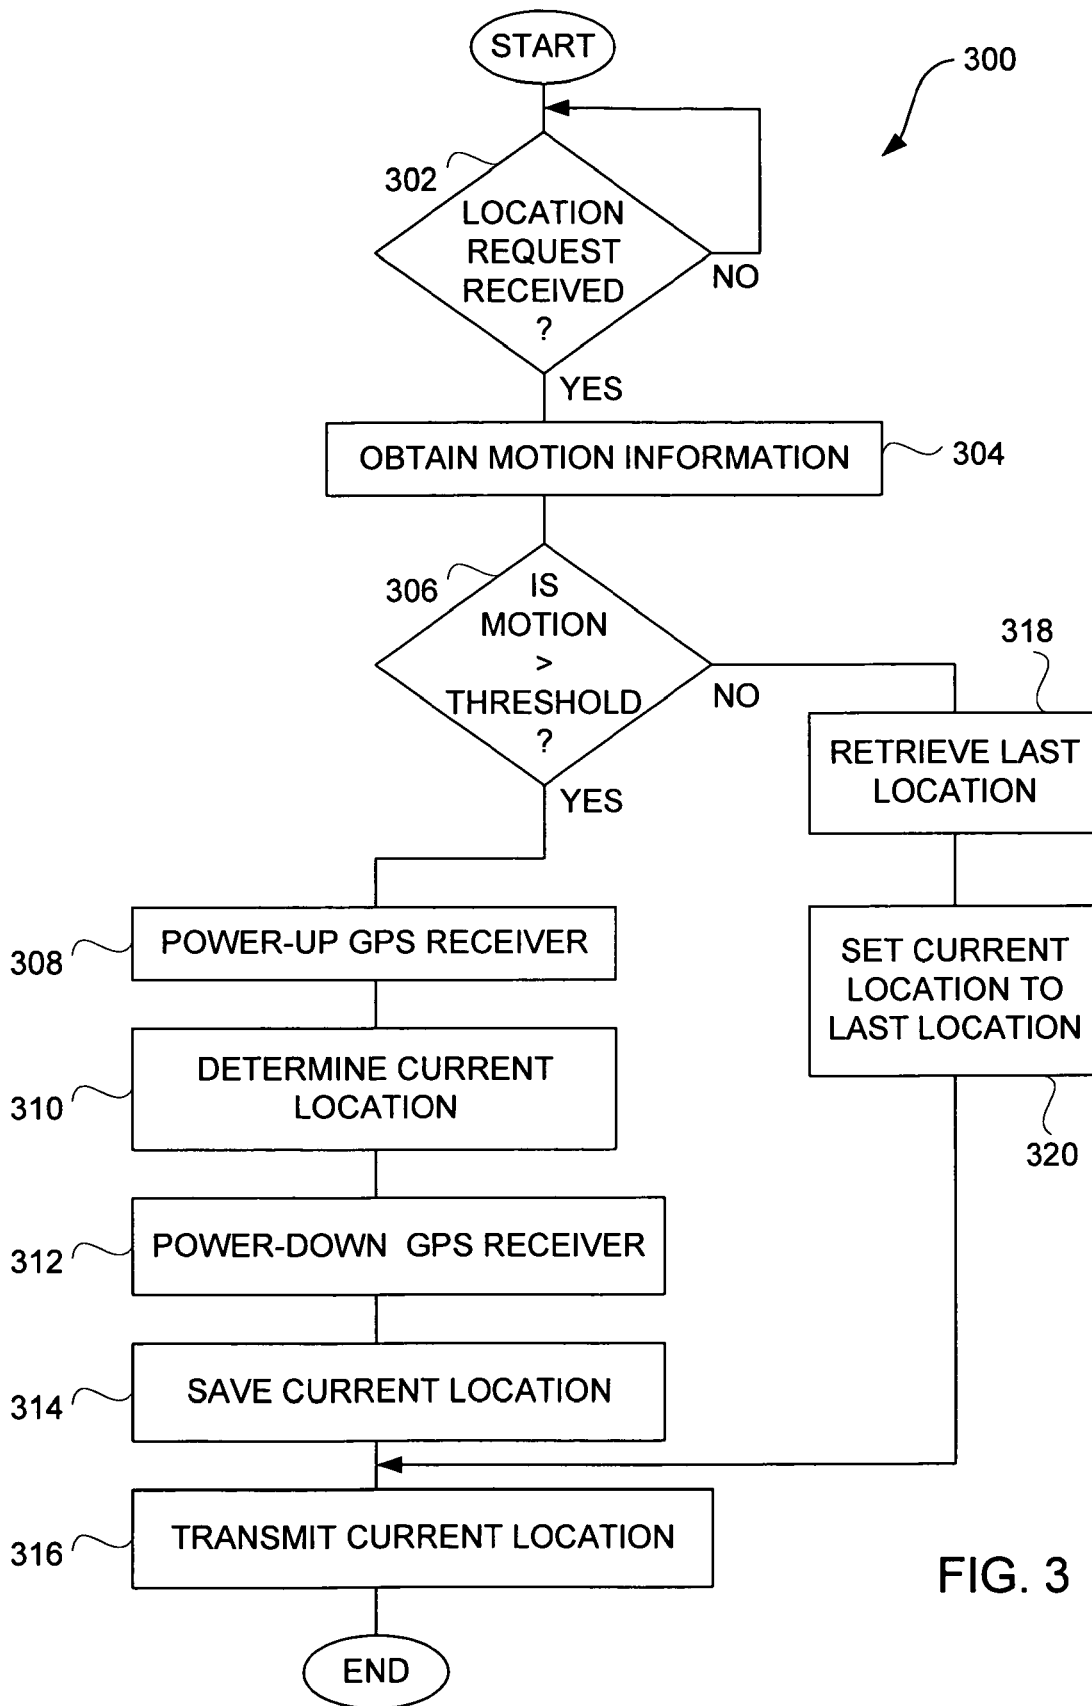 START
300
302
LOCATION
REQUEST
RECEIVED
?
NO
YES
OBTAIN MOTION INFORMATION
304
306
IS
MOTION
>
THRESHOLD
?
NO
YES
318
RETRIEVE LAST
LOCATION
308
POWER-UP GPS RECEIVER
SET CURRENT
LOCATION TO
LAST LOCATION
320
310
DETERMINE CURRENT
LOCATION
312
POWER-DOWN GPS RECEIVER
314
SAVE CURRENT LOCATION
316
TRANSMIT CURRENT LOCATION
FIG. 3
END